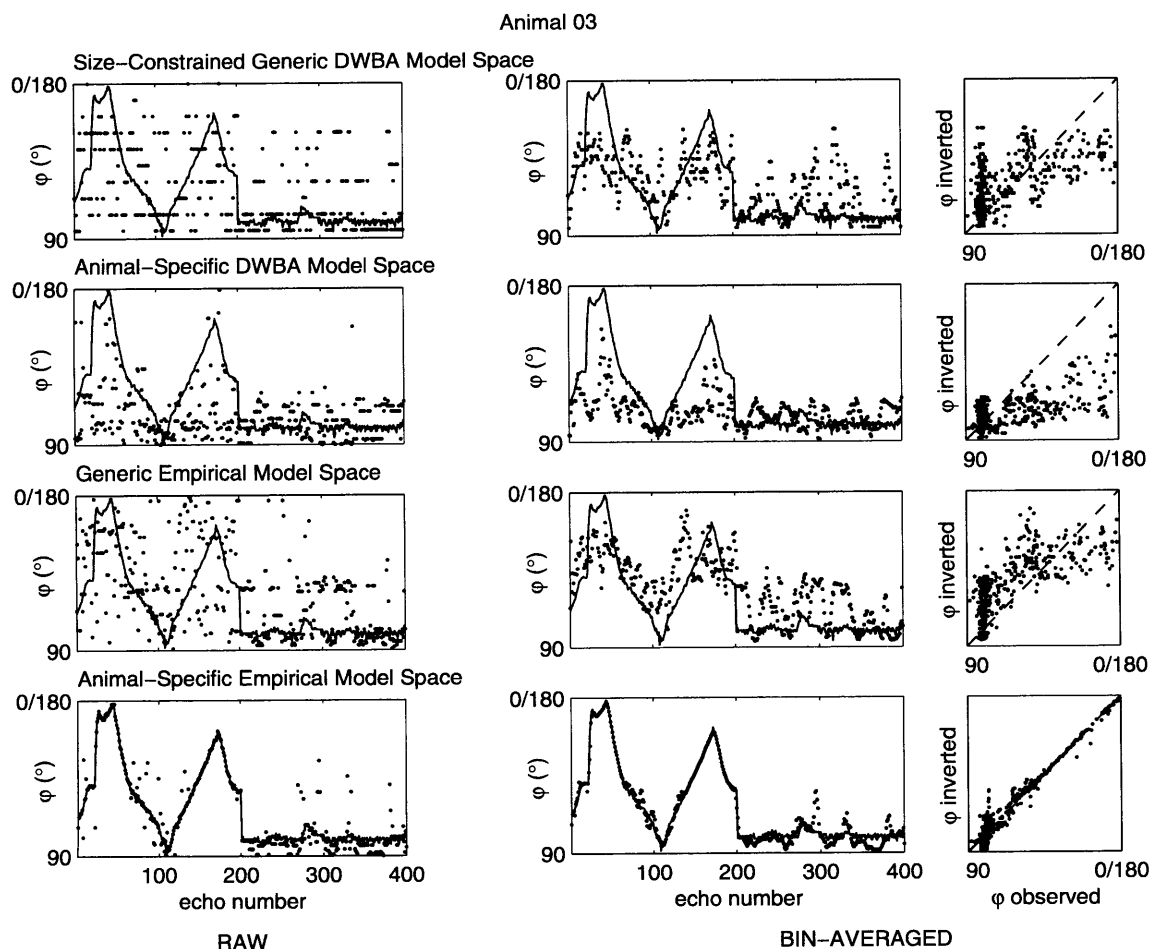 Animal 03
Size–Constrained Generic DWBA Model Space
0/180
φ (°)
90
0/180
φ (°)
90
φ inverted
90
0/180
Animal–Specific DWBA Model Space
0/180
φ (°)
90
0/180
φ (°)
90
φ inverted
90
0/180
Generic Empirical Model Space
0/180
φ (°)
90
0/180
φ (°)
90
φ inverted
90
0/180
Animal–Specific Empirical Model Space
0/180
φ (°)
90
100
200
300
400
echo number
0/180
φ (°)
90
100
200
300
400
echo number
φ inverted
90
0/180
φ observed
RAW
BIN–AVERAGED